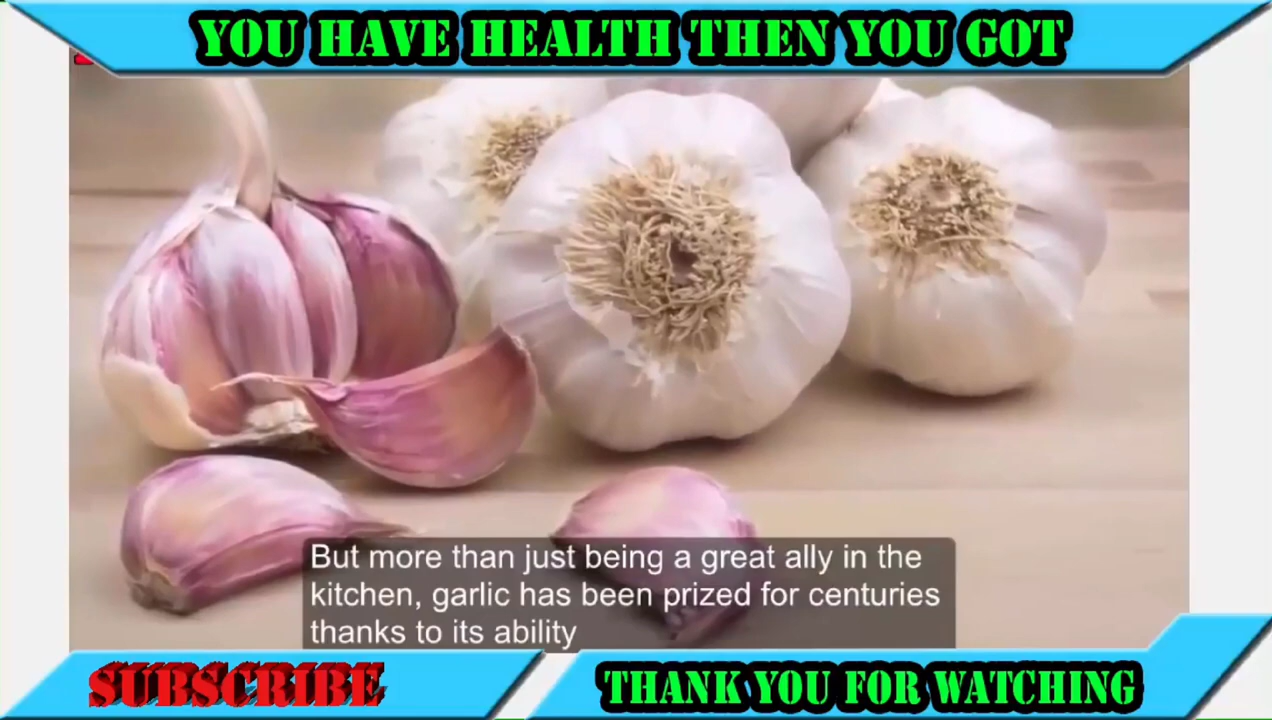 YOU HAVE HEALTH THEN YOU GOT
But more than just being a great ally in the
kitchen, garlic has been prized for centuries
thanks to its ability
SUBSCRIBE
THANK YOU FOR WATCHING